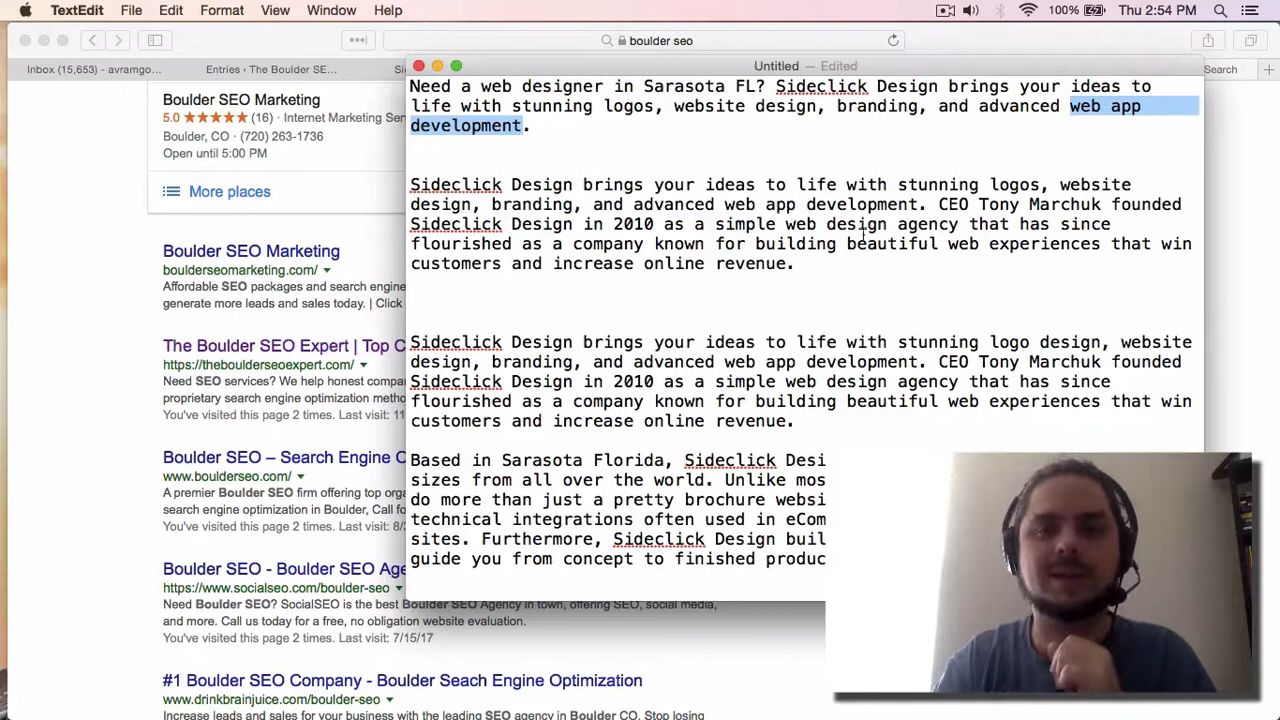 TextEdit File Edit Format View Window Help 100% Thu 2:54 PM
boulder seo
Inbox (15,653) - avramgo... Entries ‹ The Boulder SE... Si Search
Untitled — Edited
Need a web designer in Sarasota FL? Sideclick Design brings your ideas to
life with stunning logos, website design, branding, and advanced web app
development.
Sideclick Design brings your ideas to life with stunning logos, website
design, branding, and advanced web app development. CEO Tony Marchuk founded
Sideclick Design in 2010 as a simple web design agency that has since
flourished as a company known for building beautiful web experiences that win
customers and increase online revenue.
Sideclick Design brings your ideas to life with stunning logo design, website
design, branding, and advanced web app development. CEO Tony Marchuk founded
Sideclick Design in 2010 as a simple web design agency that has since
flourished as a company known for building beautiful web experiences that win
customers and increase online revenue.
Based in Sarasota Florida, Sideclick Desi
sizes from all over the world. Unlike mos
do more than just a pretty brochure websi
technical integrations often used in eCom
sites. Furthermore, Sideclick Design buil
guide you from concept to finished produc
Boulder SEO Marketing
5.0 (16) · Internet Marketing Ser
Boulder, CO · (720) 263-1736
Open until 5:00 PM
More places
Boulder SEO Marketing
boulderseomarketing.com/
Affordable SEO packages and search engine
generate more leads and sales today. | Click
The Boulder SEO Expert | Top C
https://theboulderseoexpert.com/
Need SEO services? We help honest compa
proprietary search engine optimization metho
You've visited this page 2 times. Last visit: 11
Boulder SEO – Search Engine O
www.boulderseo.com/
A premier Boulder SEO firm offering top orga
search engine optimization in Boulder, Call fo
You've visited this page 2 times. Last visit: 8/
Boulder SEO - Boulder SEO Age
https://www.socialseo.com/boulder-seo
Need Boulder SEO? SocialSEO is the best Boulder SEO Agency in town, offering SEO, social media,
and more. Call us today for a free, no obligation website evaluation.
You've visited this page 2 times. Last visit: 7/15/17
#1 Boulder SEO Company - Boulder Seach Engine Optimization
www.drinkbrainjuice.com/boulder-seo
Increase leads and sales for your business with the leading SEO agency in Boulder CO. Stop losing